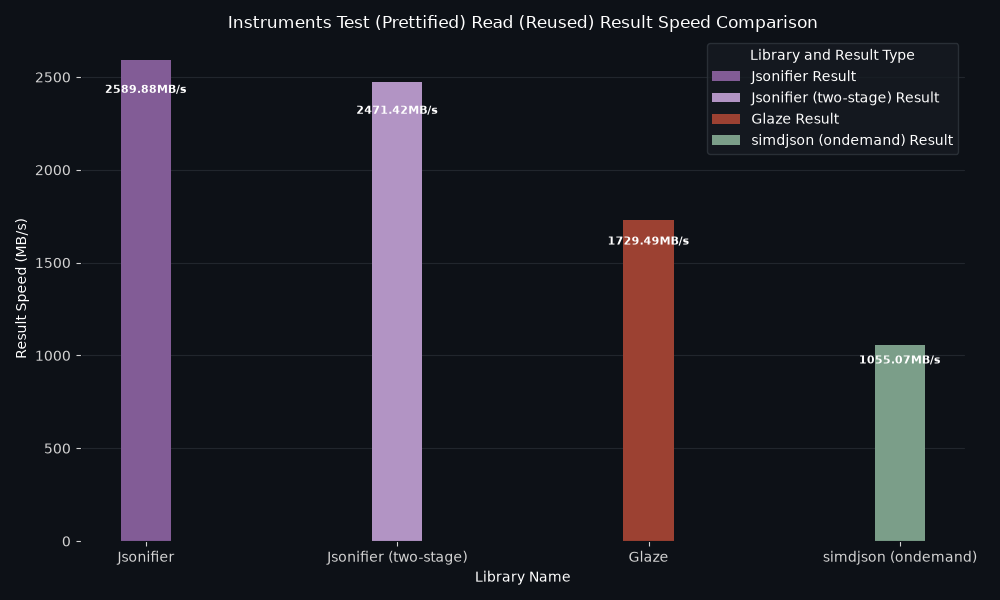 Instruments Test (Prettified) Read (Reused) Result Speed Comparison
Library and Result Type
Jsonifier Result
Jsonifier (two-stage) Result
Glaze Result
simdjson (ondemand) Result
Result Speed (MB/s)
2500
2000
1500
1000
500
0
2589.88MB/s
2471.42MB/s
1729.49MB/s
1055.07MB/s
Jsonifier
Jsonifier (two-stage)
Glaze
simdjson (ondemand)
Library Name